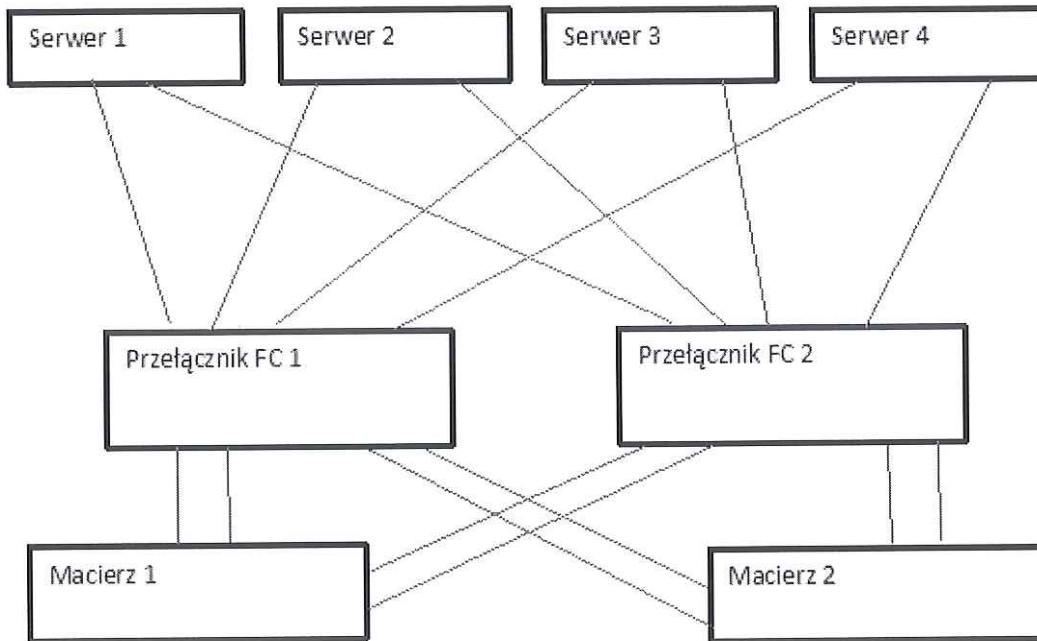 Serwer 1
Serwer 2
Serwer 3
Serwer 4
Przełącznik FC 1
Przełącznik FC 2
Macierz 1
Macierz 2